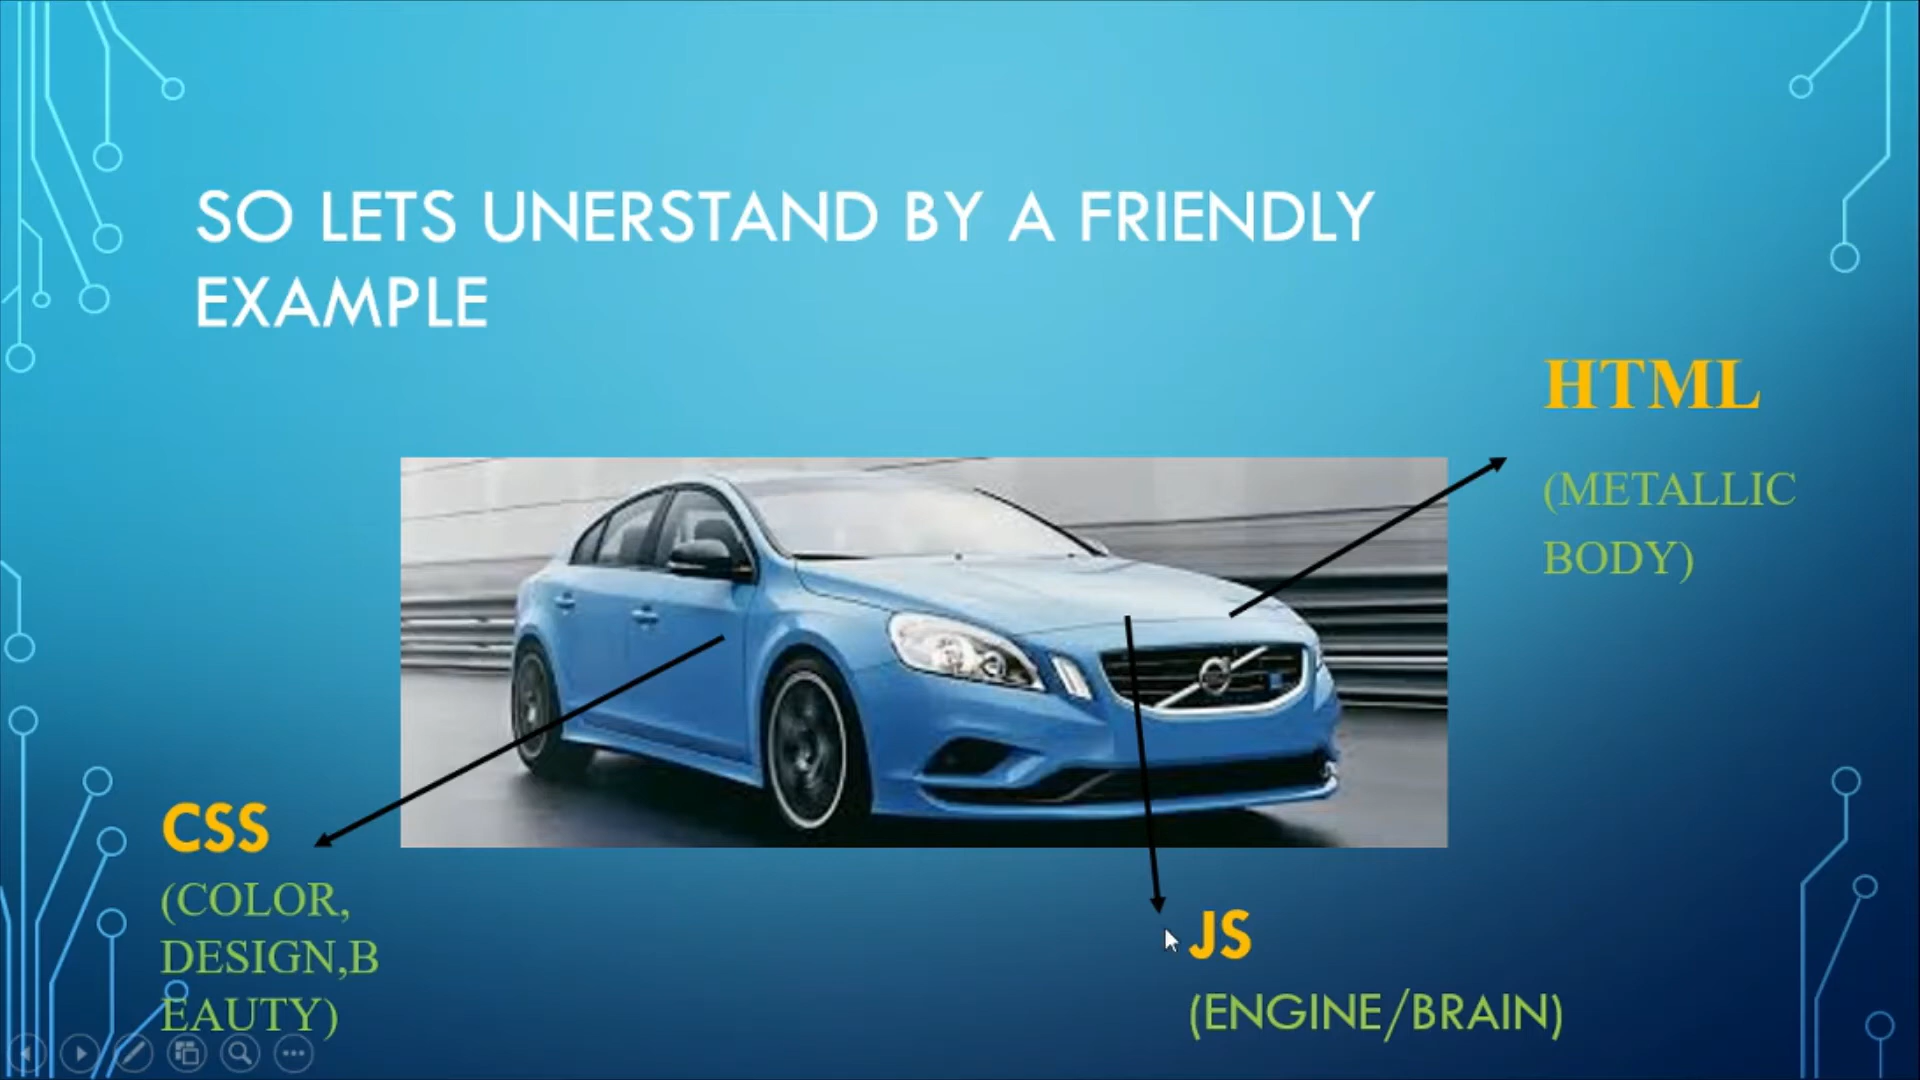 SO LETS UNERSTAND BY A FRIENDLY
EXAMPLE
HTML
(METALLIC
BODY)
CSS
(COLOR,
DESIGN,B
EAUTY)
JS
(ENGINE/BRAIN)